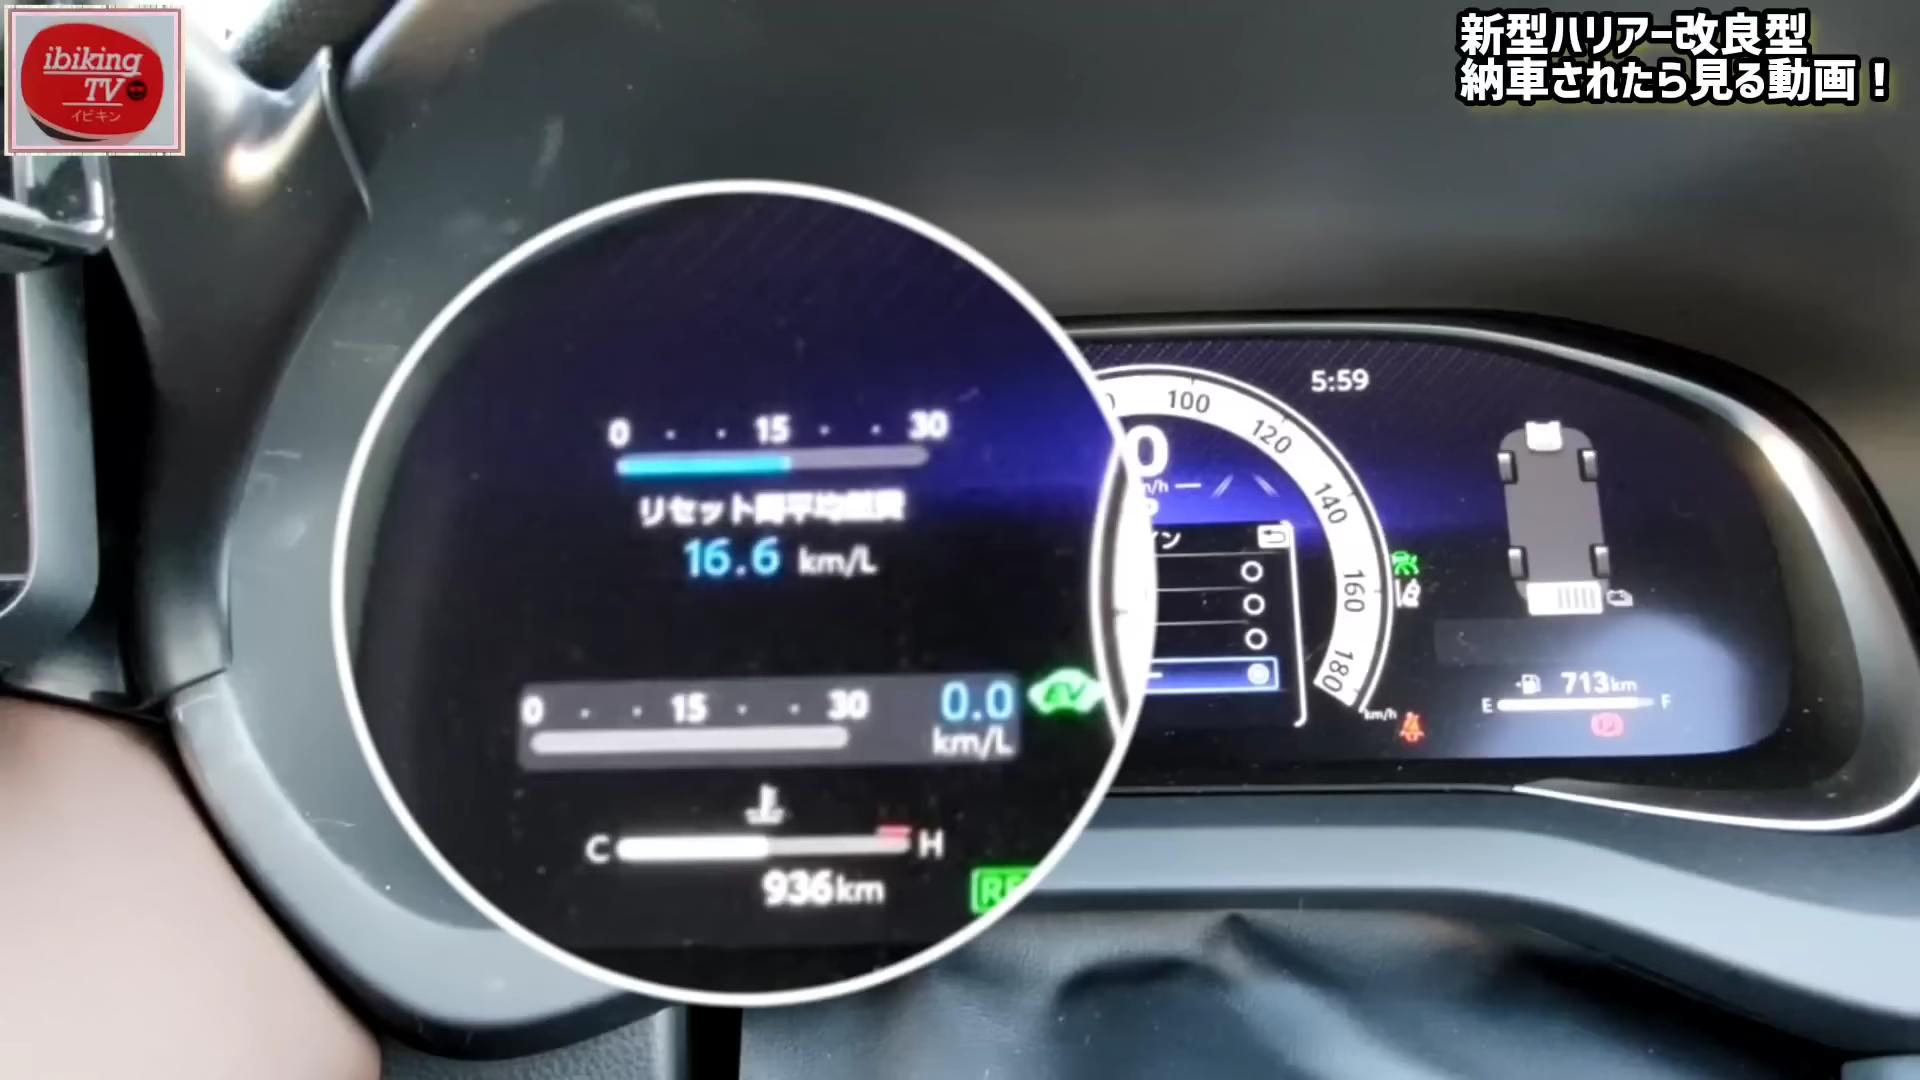 ibiking
TV
イビキン
新型ハリアー改良型
納車されたら見る動画！
0 15 30
リセット間平均燃費
16.6 km/L
0 15 30
0.0
km/L
EV
C H
936km
5:59
100
120
140
160
180
km/h
0
イン
713km
E F